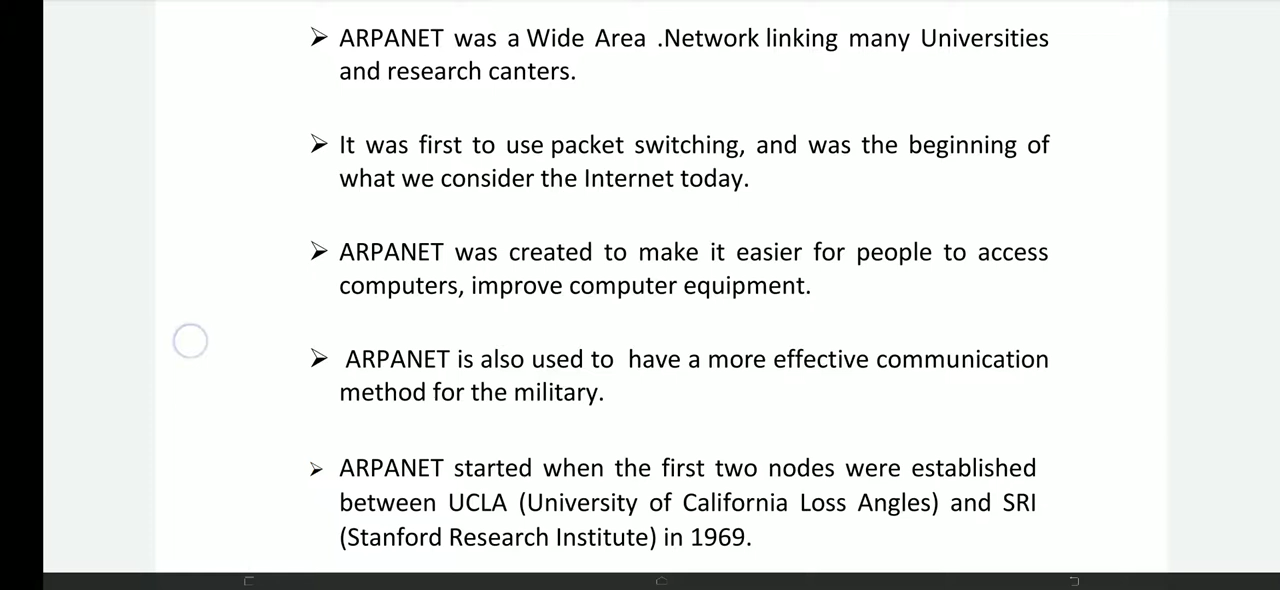 ➢ ARPANET was a Wide Area .Network linking many Universities
and research canters.
➢ It was first to use packet switching, and was the beginning of
what we consider the Internet today.
➢ ARPANET was created to make it easier for people to access
computers, improve computer equipment.
➢ ARPANET is also used to have a more effective communication
method for the military.
➢ ARPANET started when the first two nodes were established
between UCLA (University of California Loss Angles) and SRI
(Stanford Research Institute) in 1969.